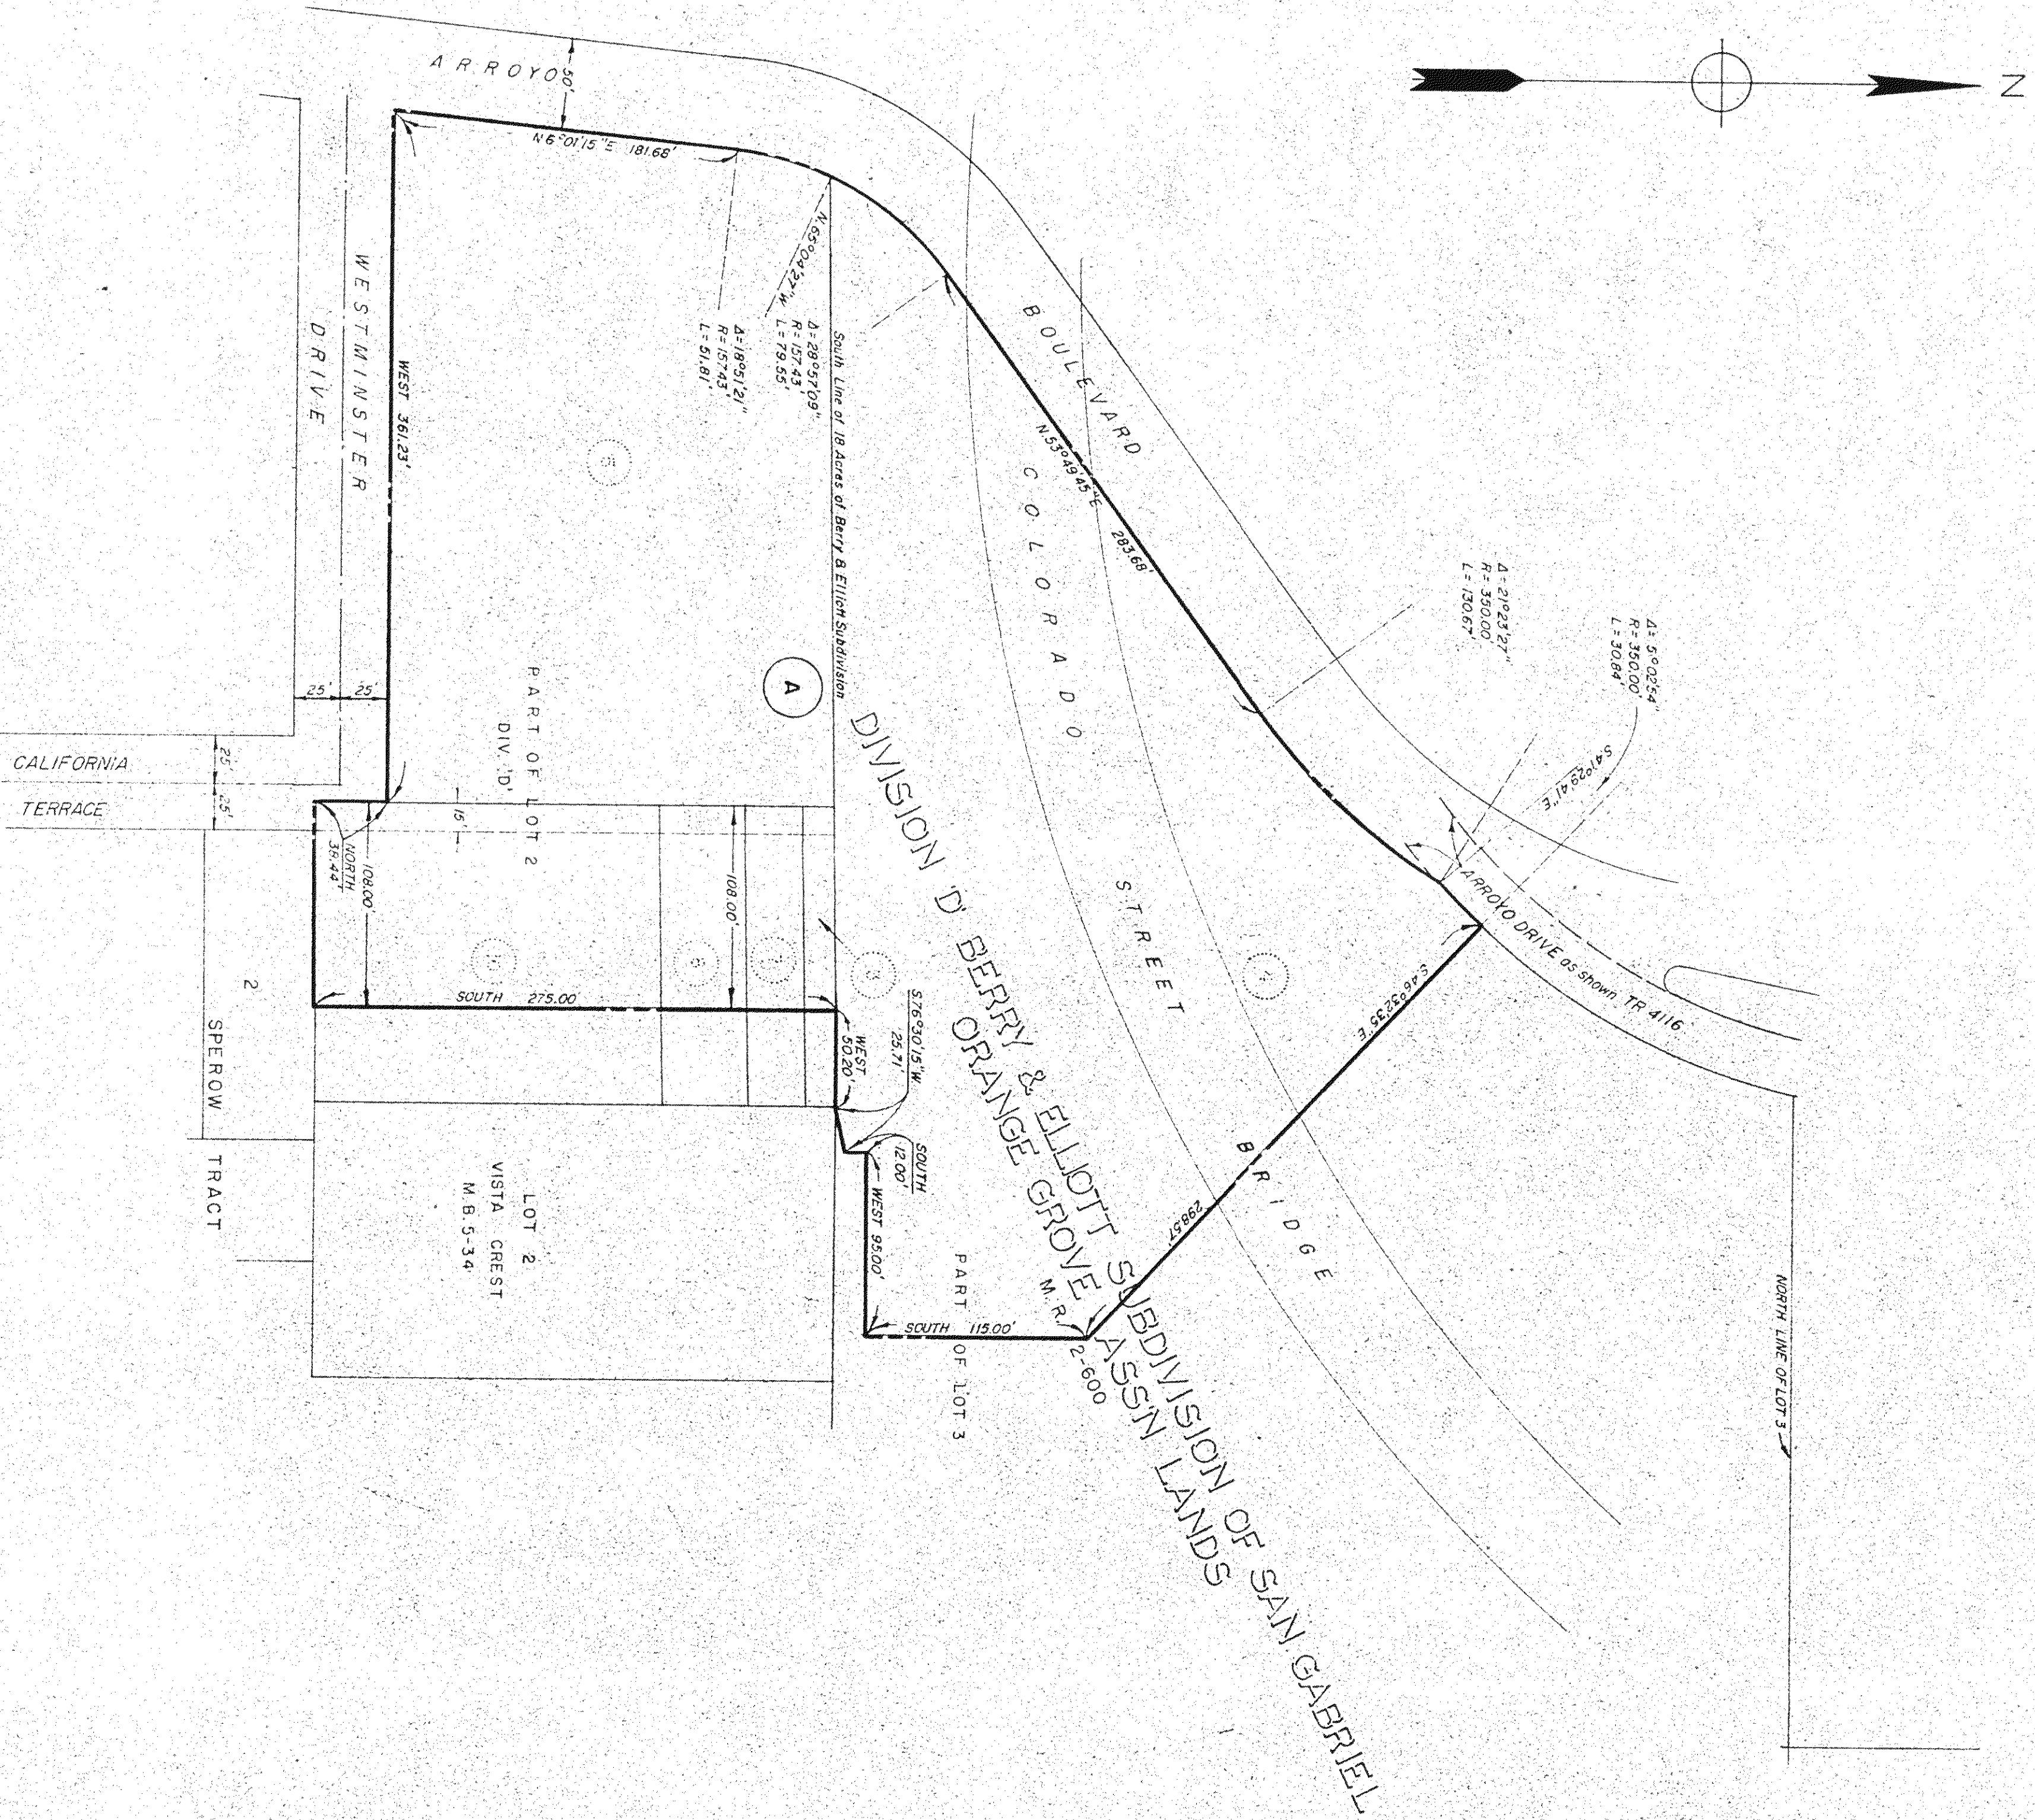 ARROYO
50'
N
N6°01'15"E 181.68'
N.65°04'27"W.
Δ=28°57'09"
R=157.43'
L=79.55'
Δ=18°51'21"
R=157.43'
L=51.81'
South Line of 18 Acres of Berry & Elliott Subdivision
WESTMINSTER
DRIVE
WEST 361.23'
BOULEVARD
N.53°49'45"E
283.68'
COLORADO
STREET
BRIDGE
Δ=21°23'27"
R=350.00'
L=130.67'
Δ=5°02'54"
R=350.00'
L=30.84'
S.41°29'41"E
ARROYO DRIVE as shown TR 4116
A
PART OF LOT 2
DIV. 'D'
25'
25'
CALIFORNIA
TERRACE
25'
25'
15'
NORTH
38.44'
108.00'
108.00'
SOUTH 275.00
2
SPEROW TRACT
WEST
50.20'
S76°30'15"W
25.71'
SOUTH
12.00'
WEST 95.00'
SOUTH 115.00'
S.46°32'35"E
298.57'
LOT 2
VISTA CREST
M.B.5-34
PART OF LOT 3
DIVISION 'D' BERRY & ELLIOTT SUBDIVISION OF SAN GABRIEL
ORANGE GROVE ASS'N LANDS
M.R. 2-600
NORTH LINE OF LOT 3